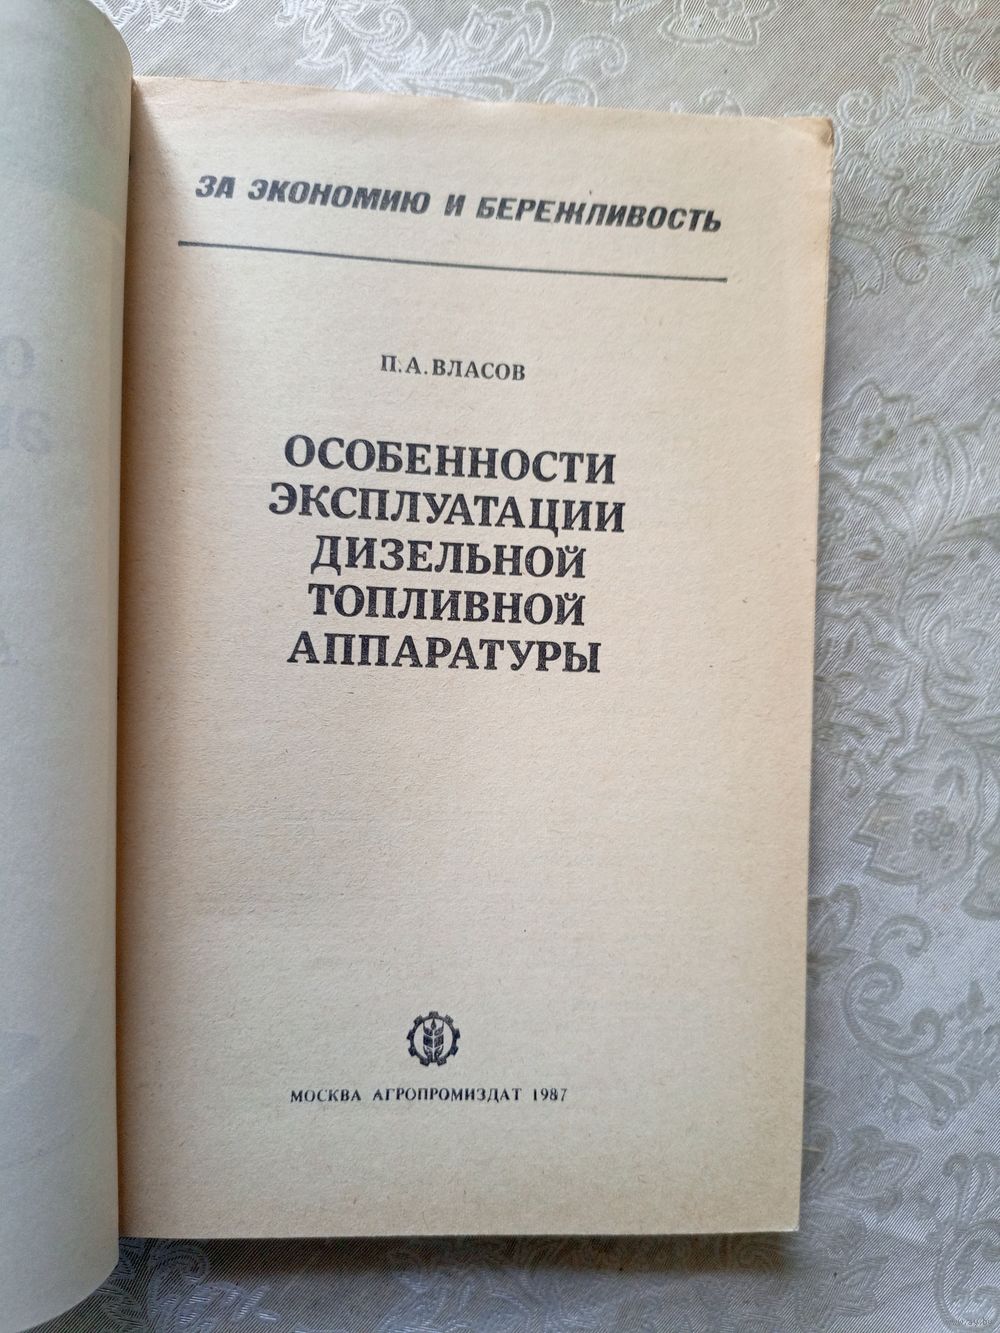 ЗА ЭКОНОМИЮ И БЕРЕЖЛИВОСТЬ
П. А. ВЛАСОВ
ОСОБЕННОСТИ
ЭКСПЛУАТАЦИИ
ДИЗЕЛЬНОЙ
ТОПЛИВНОЙ
АППАРАТУРЫ
МОСКВА АГРОПРОМИЗДАТ 1987